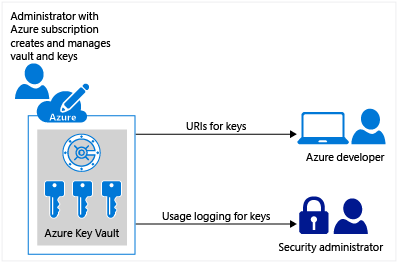 Administrator with
Azure subscription
creates and manages
vault and keys
Azure
URIs for keys
Azure developer
Usage logging for keys
Azure Key Vault
Security administrator